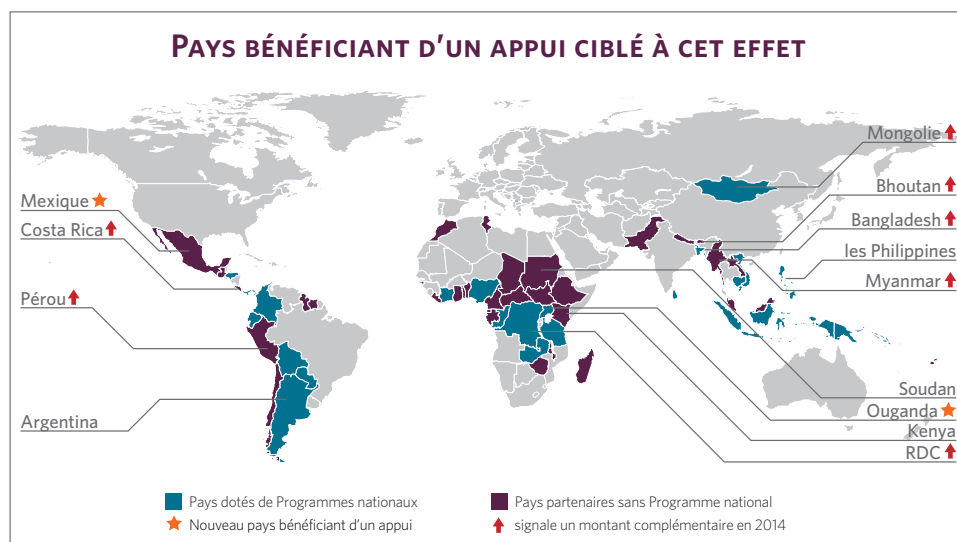 PAYS BÉNÉFICIANT D'UN APPUI CIBLÉ À CET EFFET
Mongolie
Bhoutan
Mexique
Bangladesh
Costa Rica
les Philippines
Myanmar
Pérou
Soudan
Ouganda
Argentina
Kenya
RDC
Pays dotés de Programmes nationaux
Pays partenaires sans Programme national
Nouveau pays bénéficiant d'un appui
signale un montant complémentaire en 2014